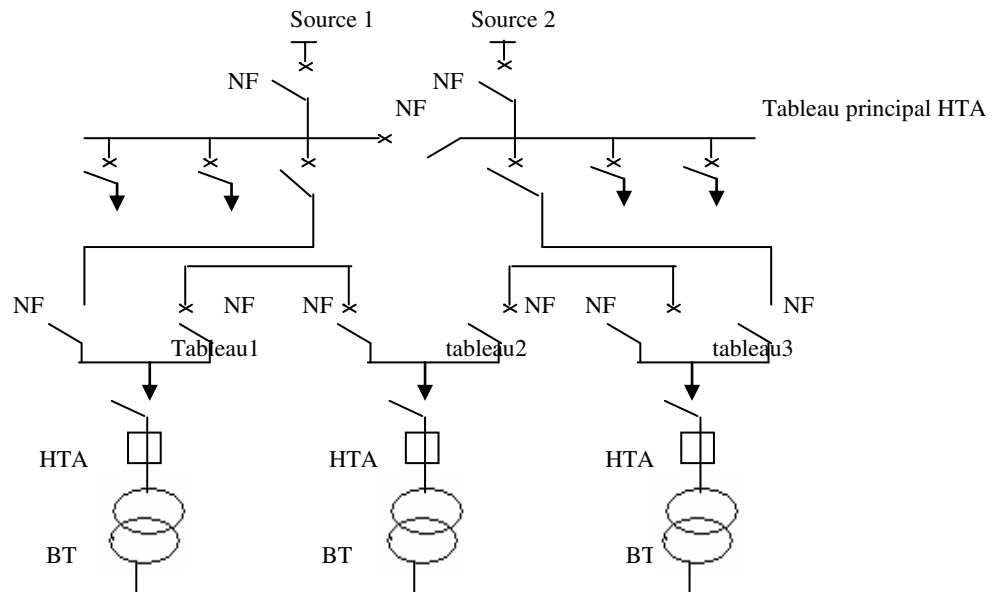 Source 1 Source 2
NF NF
NF Tableau principal HTA
NF NF NF NF NF NF
Tableau1 tableau2 tableau3
HTA HTA HTA
BT BT BT